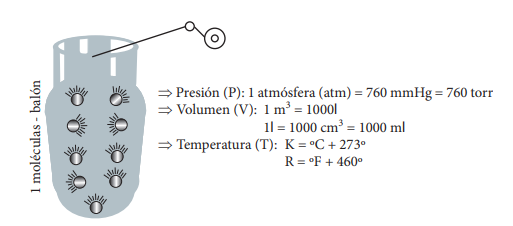 1 moléculas - balón
⇒ Presión (P): 1 atmósfera (atm) = 760 mmHg = 760 torr
⇒ Volumen (V): 1 m³ = 1000l
1l = 1000 cm³ = 1000 ml
⇒ Temperatura (T): K = ºC + 273º
R = ºF + 460º